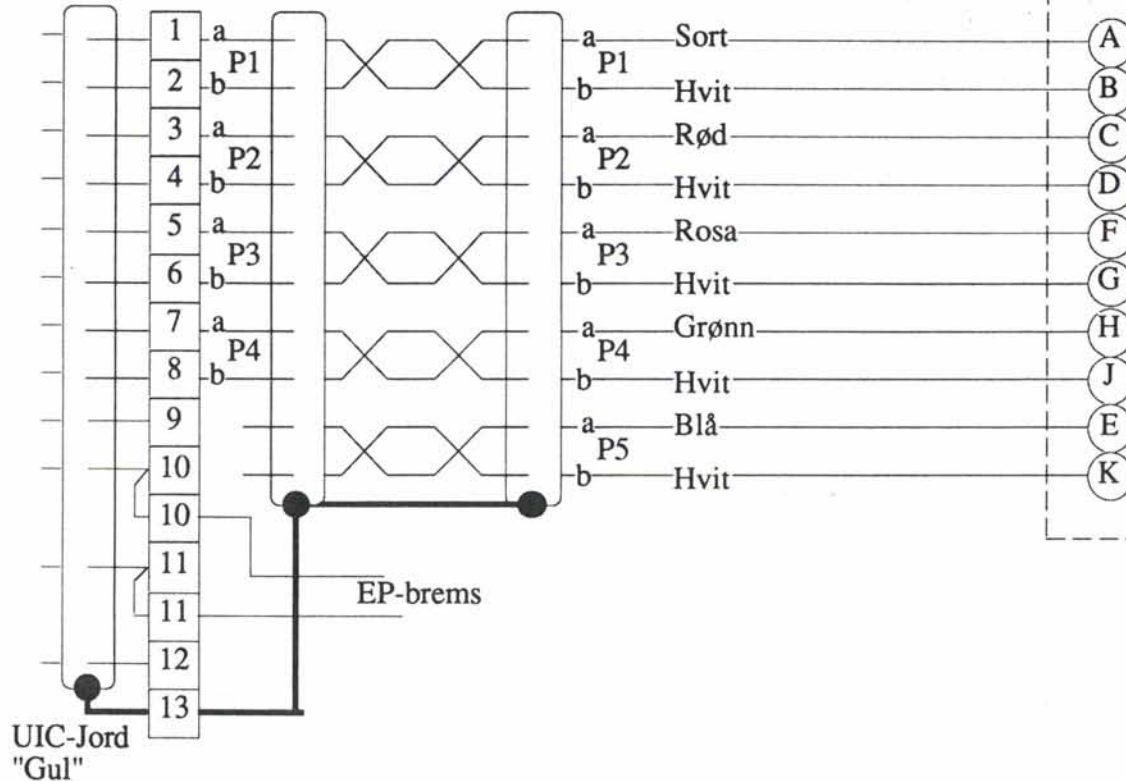 1 a a Sort A
P1 P1
2 b b Hvit B
3 a a Rød C
P2 P2
4 b b Hvit D
5 a a Rosa F
P3 P3
6 b b Hvit G
7 a a Grønn H
P4 P4
8 b b Hvit J
9 a Blå E
P5
10 b Hvit K
10
11
EP-brems
11
12
13
UIC-Jord
"Gul"